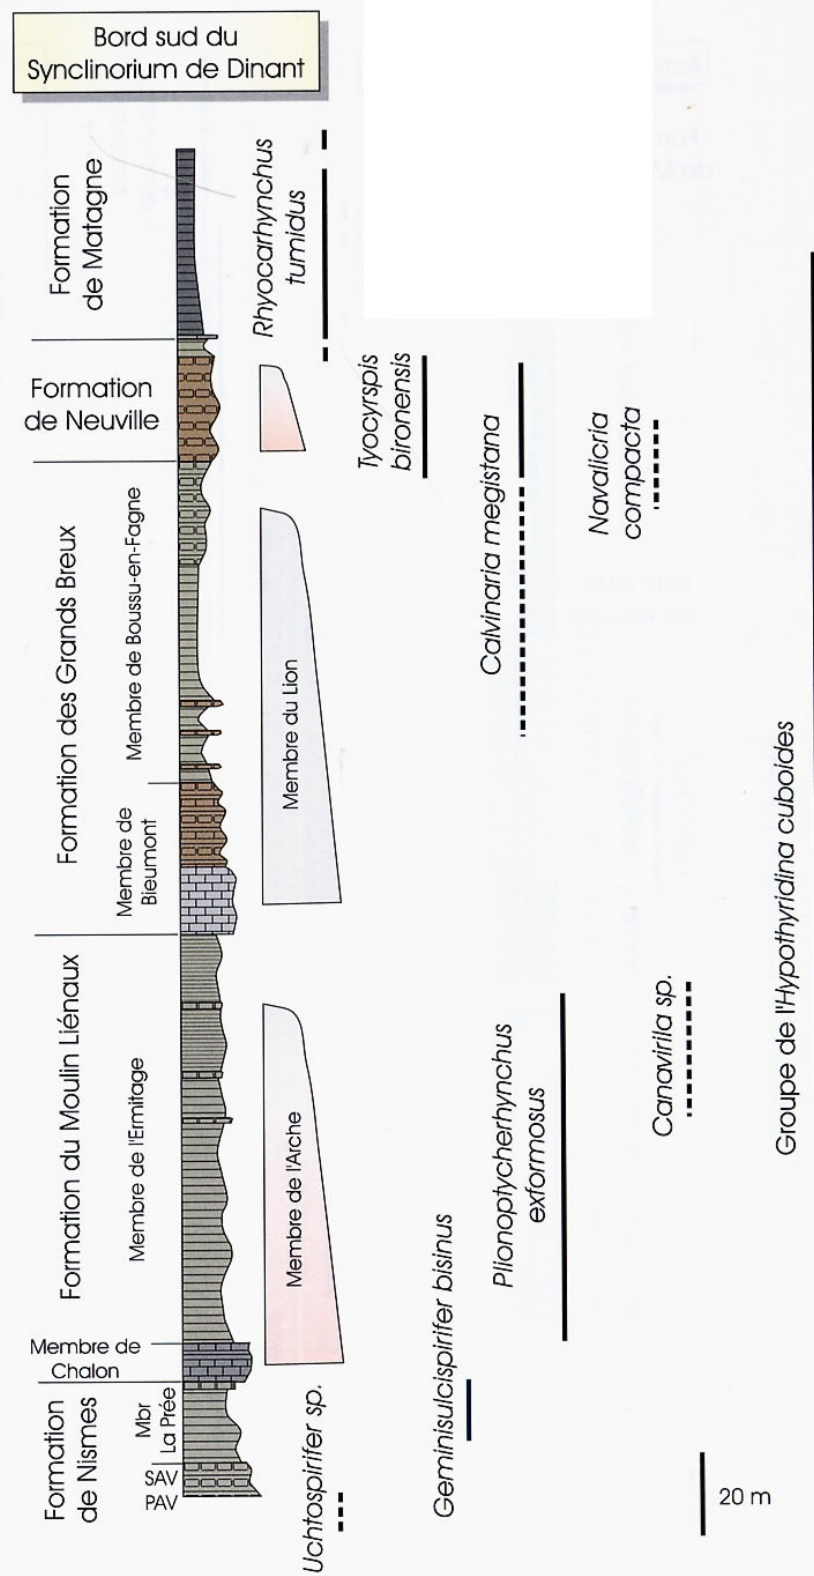 Bord sud du
Synclinorium de Dinant
Formation
de Matagne
Rhyocarhynchus
tumidus
Formation
de Neuville
Tyocyrspis
bironensis
Calvinaria megistana
Navalicria
compacta
Formation des Grands Breux
Membre de Boussu-en-Fagne
Membre du Lion
Membre de
Bieumont
Groupe de l'Hypothyridina cuboides
Formation du Moulin Liénaux
Membre de l'Ermitage
Membre de l'Arche
Plionoptycherhynchus
exformosus
Canavirila sp.
Membre de
Chalon
Geminisulcispirifer bisinus
Formation
de Nismes
Mbr
La Prée
SAV
PAV
Uchtospirifer sp.
20 m